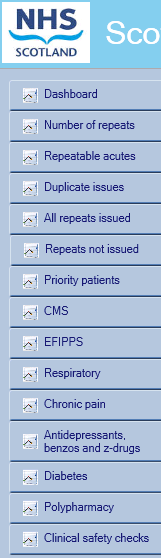 NHS
SCOTLAND
Sco
Dashboard
Number of repeats
Repeatable acutes
Duplicate issues
All repeats issued
Repeats not issued
Priority patients
CMS
EFIPPS
Respiratory
Chronic pain
Antidepressants,
benzos and z-drugs
Diabetes
Polypharmacy
Clinical safety checks